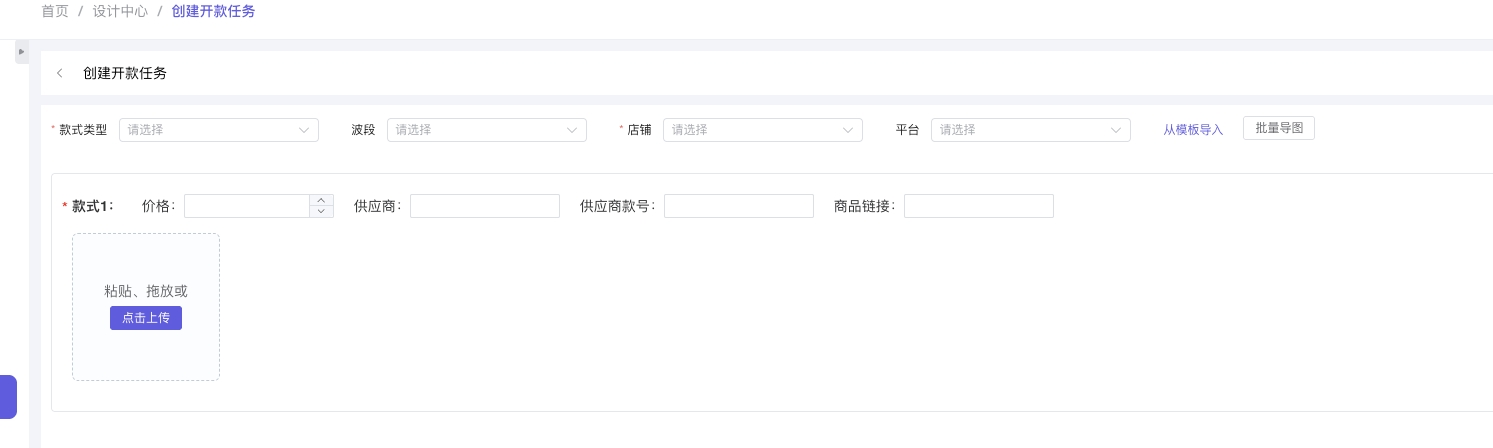 首页 / 设计中心 / 创建开款任务
创建开款任务
* 款式类型 请选择 波段 请选择 * 店铺 请选择 平台 请选择 从模板导入 批量导图
* 款式1: 价格: 供应商: 供应商款号: 商品链接:
粘贴、拖放或
点击上传